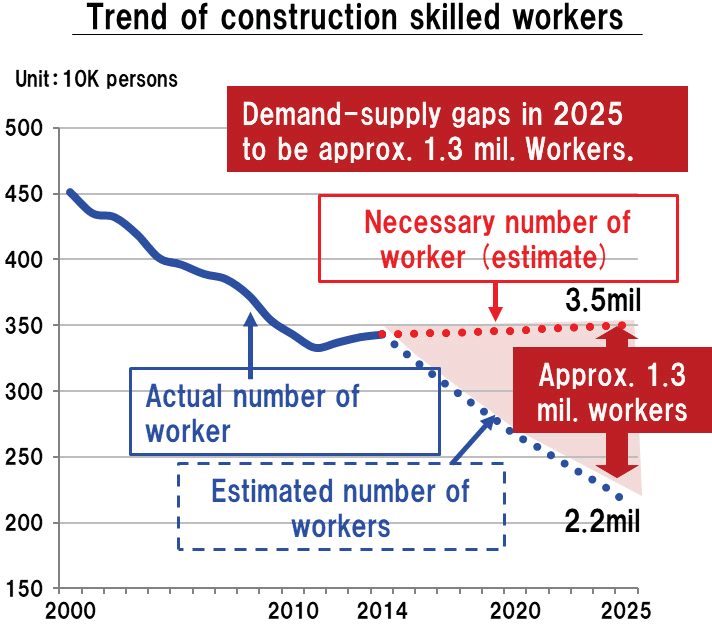 Trend of construction skilled workers
Unit: 10K persons
Demand-supply gaps in 2025
to be approx. 1.3 mil. Workers.
500
450
400
350
300
250
200
150
Necessary number of
worker (estimate)
3.5mil
Approx. 1.3
mil. workers
Actual number of
worker
Estimated number of
workers
2.2mil
2000
2010
2014
2020
2025